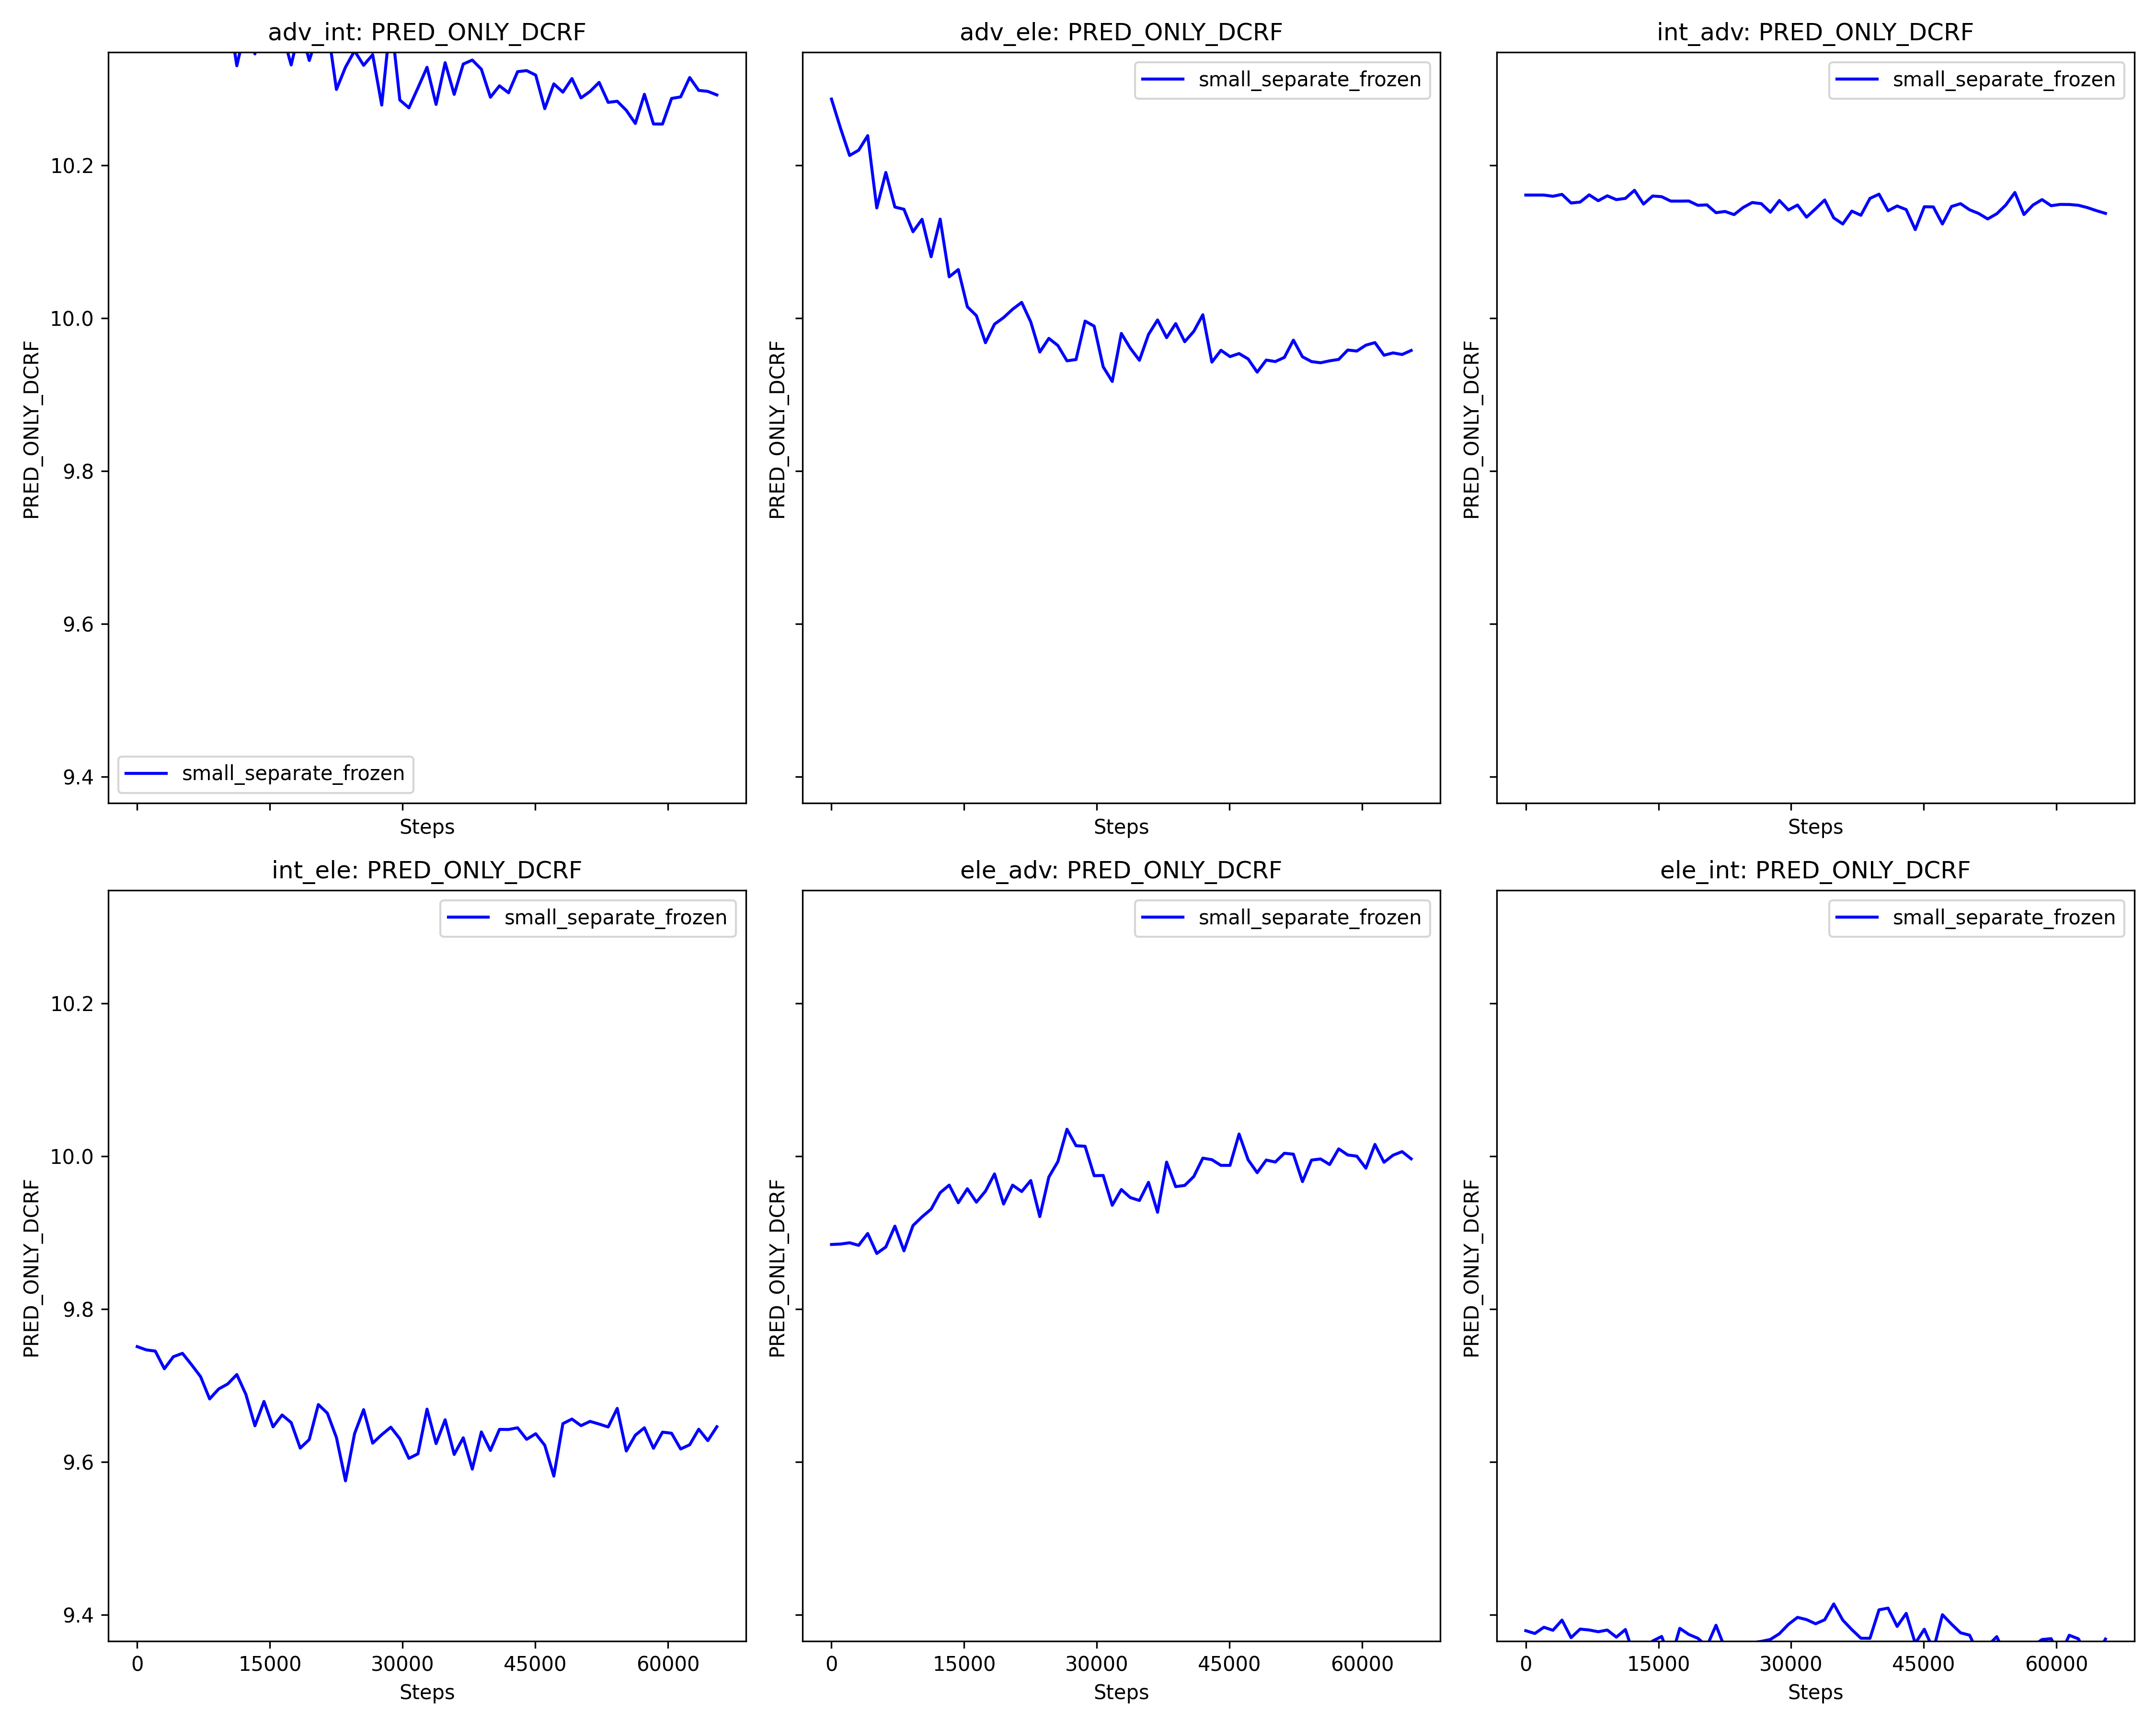 adv_int: PRED_ONLY_DCRF
adv_ele: PRED_ONLY_DCRF
int_adv: PRED_ONLY_DCRF
PRED_ONLY_DCRF
10.2
10.0
9.8
9.6
9.4
small_separate_frozen
Steps
PRED_ONLY_DCRF
small_separate_frozen
Steps
PRED_ONLY_DCRF
small_separate_frozen
Steps
int_ele: PRED_ONLY_DCRF
ele_adv: PRED_ONLY_DCRF
ele_int: PRED_ONLY_DCRF
PRED_ONLY_DCRF
10.2
10.0
9.8
9.6
9.4
small_separate_frozen
0 15000 30000 45000 60000
Steps
PRED_ONLY_DCRF
small_separate_frozen
0 15000 30000 45000 60000
Steps
PRED_ONLY_DCRF
small_separate_frozen
0 15000 30000 45000 60000
Steps